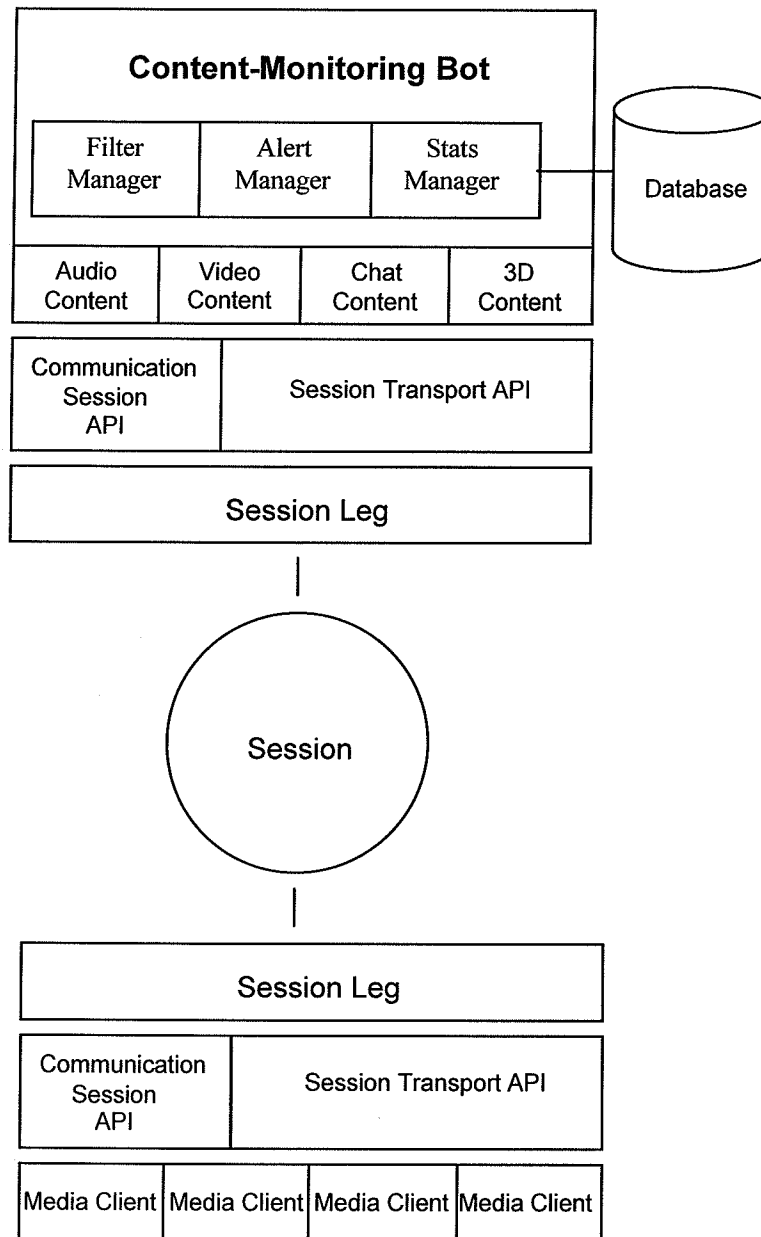 Content-Monitoring Bot
Filter
Manager
Alert
Manager
Stats
Manager
Database
Audio
Content
Video
Content
Chat
Content
3D
Content
Communication
Session
API
Session Transport API
Session Leg
Session
Session Leg
Communication
Session
API
Session Transport API
Media Client
Media Client
Media Client
Media Client